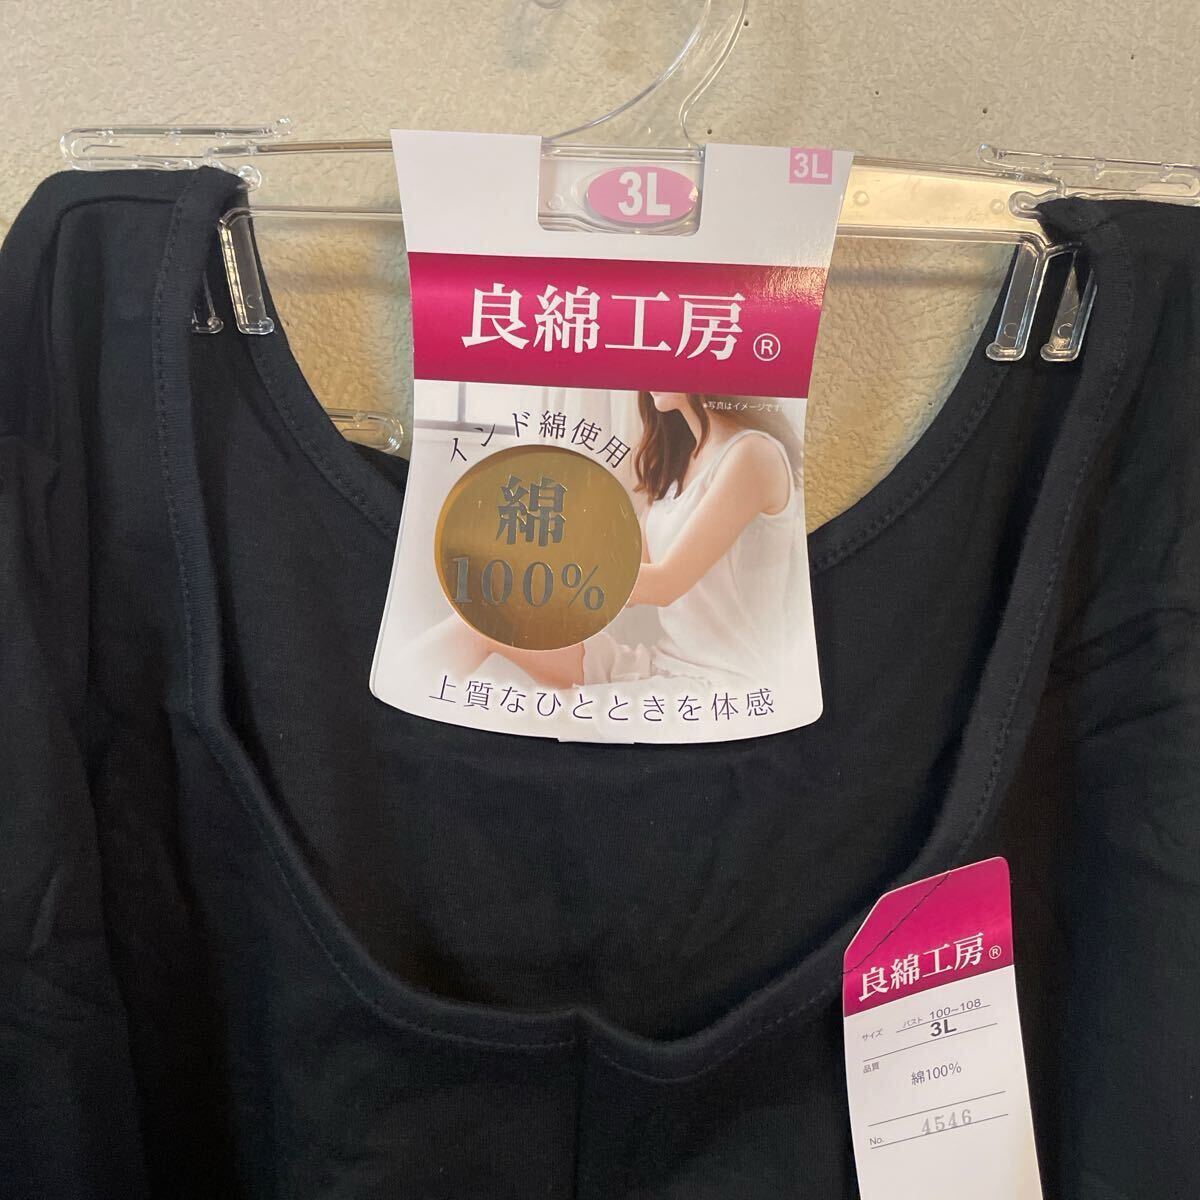 3L
3L
良綿工房®
※写真はイメージです。
インド綿使用
綿
100%
上質なひとときを体感
良綿工房®
サイズ バスト 100~108
3L
品質
綿100%
No. 4546